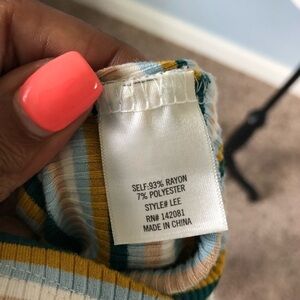 SELF:93% RAYON
7% POLYESTER
STYLE# LEE
RN# 142081
MADE IN CHINA